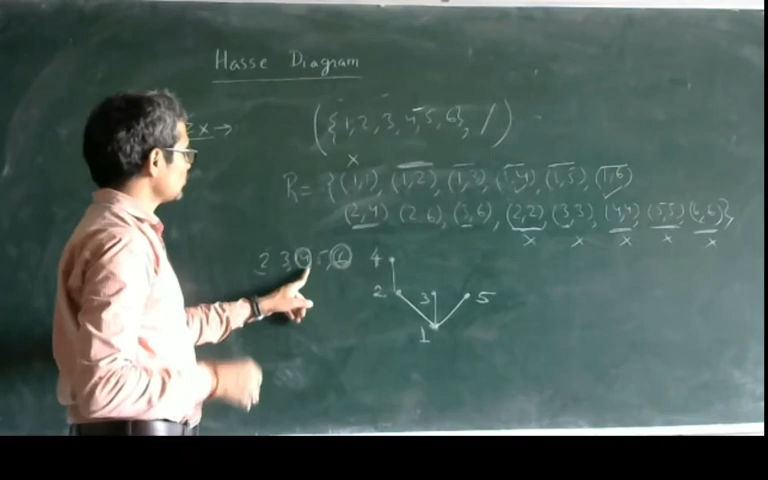 Hasse Diagram
Ex →
({1,2,3,4,5,6}, /)
x
R = {(1,1), (1,2), (1,3), (1,4), (1,5), (1,6)
(2,4) (2,6), (3,6), (2,2), (3,3), (4,4), (5,5) (6,6)},
x x x x x
2 3, 4 5, 6
4
2 3 5
1